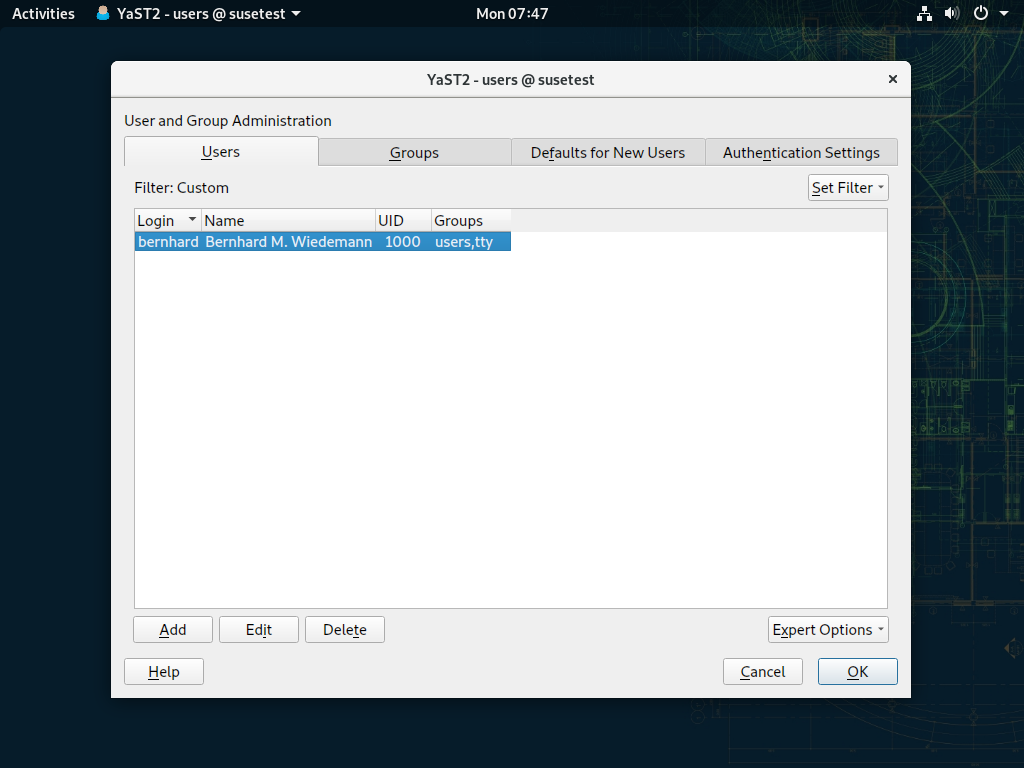 Activities YaST2 - users @ susetest Mon 07:47
YaST2 - users @ susetest
User and Group Administration
Users Groups Defaults for New Users Authentication Settings
Filter: Custom Set Filter
Login Name UID Groups
bernhard Bernhard M. Wiedemann 1000 users,tty
Add Edit Delete Expert Options
Help Cancel OK